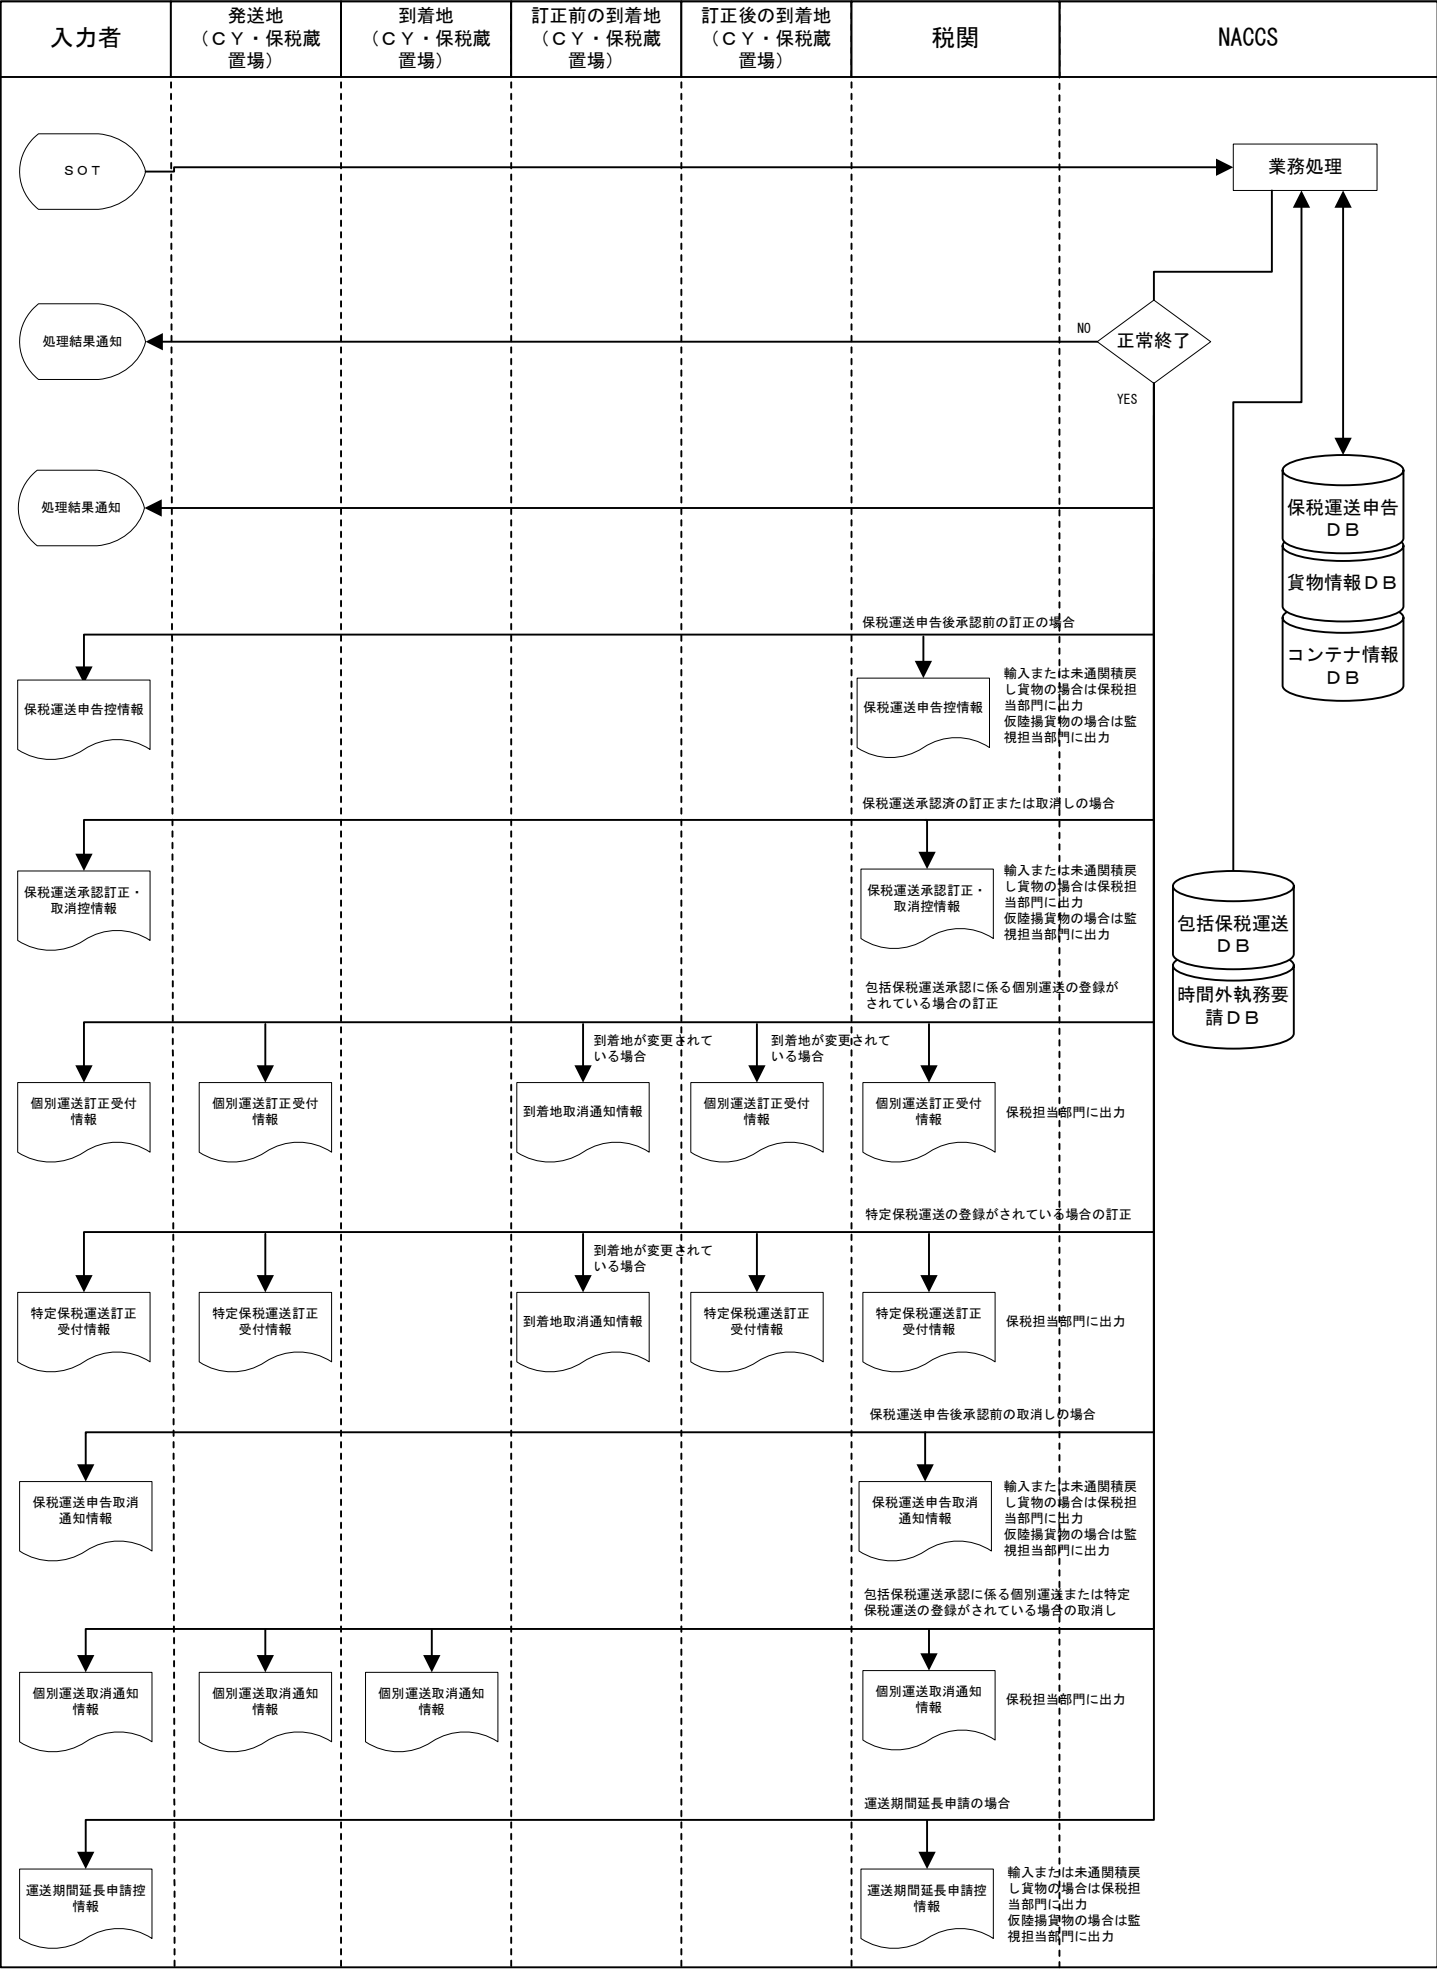 入力者
発送地
（ＣＹ・保税蔵
置場）
到着地
（ＣＹ・保税蔵
置場）
訂正前の到着地
（ＣＹ・保税蔵
置場）
訂正後の到着地
（ＣＹ・保税蔵
置場）
税関
NACCS
ＳＯＴ
業務処理
処理結果通知
NO
正常終了
YES
処理結果通知
保税運送申告
ＤＢ
貨物情報ＤＢ
コンテナ情報
ＤＢ
保税運送申告後承認前の訂正の場合
保税運送申告控情報
保税運送申告控情報
輸入または未通関積戻
し貨物の場合は保税担
当部門に出力
仮陸揚貨物の場合は監
視担当部門に出力
保税運送承認済の訂正または取消しの場合
保税運送承認訂正・
取消控情報
保税運送承認訂正・
取消控情報
輸入または未通関積戻
し貨物の場合は保税担
当部門に出力
仮陸揚貨物の場合は監
視担当部門に出力
包括保税運送
ＤＢ
時間外執務要
請ＤＢ
包括保税運送承認に係る個別運送の登録が
されている場合の訂正
到着地が変更されて
いる場合
到着地が変更されて
いる場合
個別運送訂正受付
情報
個別運送訂正受付
情報
到着地取消通知情報
個別運送訂正受付
情報
個別運送訂正受付
情報
保税担当部門に出力
特定保税運送の登録がされている場合の訂正
到着地が変更されて
いる場合
特定保税運送訂正
受付情報
特定保税運送訂正
受付情報
到着地取消通知情報
特定保税運送訂正
受付情報
特定保税運送訂正
受付情報
保税担当部門に出力
保税運送申告後承認前の取消しの場合
保税運送申告取消
通知情報
保税運送申告取消
通知情報
輸入または未通関積戻
し貨物の場合は保税担
当部門に出力
仮陸揚貨物の場合は監
視担当部門に出力
包括保税運送承認に係る個別運送または特定
保税運送の登録がされている場合の取消し
個別運送取消通知
情報
個別運送取消通知
情報
個別運送取消通知
情報
個別運送取消通知
情報
保税担当部門に出力
運送期間延長申請の場合
運送期間延長申請控
情報
運送期間延長申請控
情報
輸入または未通関積戻
し貨物の場合は保税担
当部門に出力
仮陸揚貨物の場合は監
視担当部門に出力